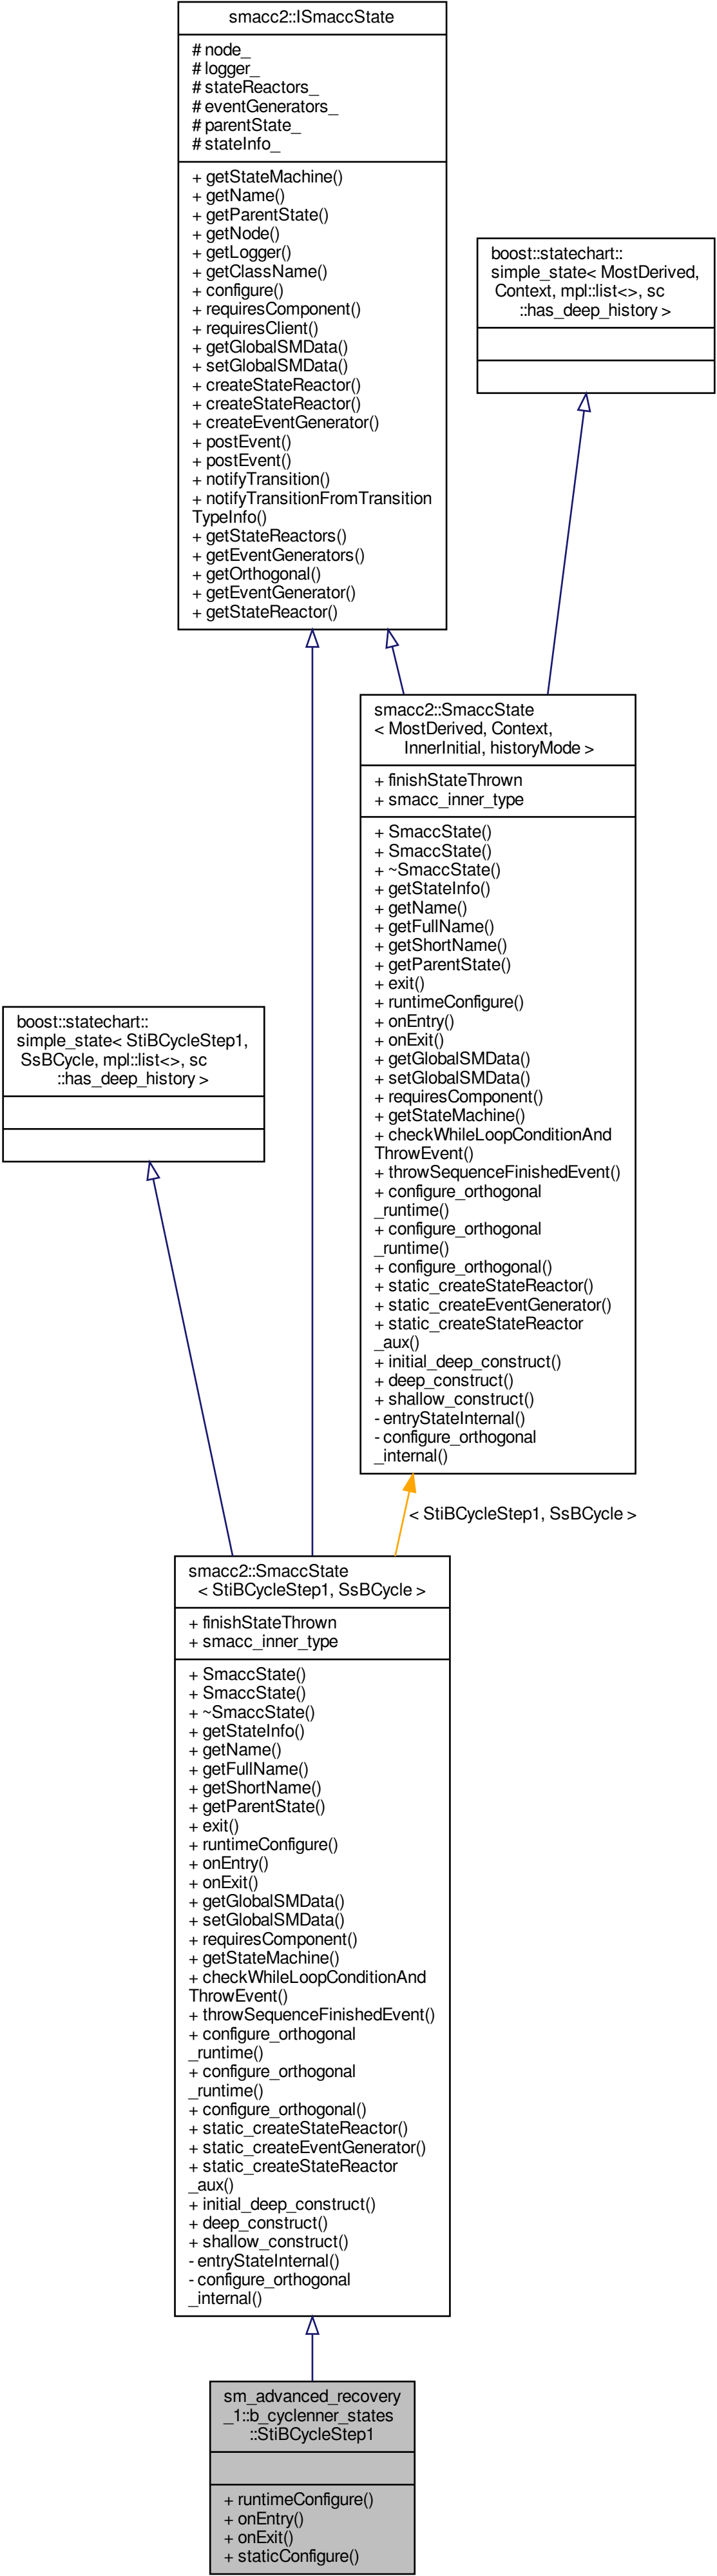 smacc2::ISmaccState
# node_
# logger_
# stateReactors_
# eventGenerators_
# parentState_
# stateInfo_
+ getStateMachine()
+ getName()
+ getParentState()
+ getNode()
+ getLogger()
+ getClassName()
+ configure()
+ requiresComponent()
+ requiresClient()
+ getGlobalSMData()
+ setGlobalSMData()
+ createStateReactor()
+ createStateReactor()
+ createEventGenerator()
+ postEvent()
+ postEvent()
+ notifyTransition()
+ notifyTransitionFromTransition
TypeInfo()
+ getStateReactors()
+ getEventGenerators()
+ getOrthogonal()
+ getEventGenerator()
+ getStateReactor()
boost::statechart::
simple_state< MostDerived,
Context, mpl::list<>, sc
::has_deep_history >
smacc2::SmaccState
< MostDerived, Context,
InnerInitial, historyMode >
+ finishStateThrown
+ smacc_inner_type
+ SmaccState()
+ SmaccState()
+ ~SmaccState()
+ getStateInfo()
+ getName()
+ getFullName()
+ getShortName()
+ getParentState()
+ exit()
+ runtimeConfigure()
+ onEntry()
+ onExit()
+ getGlobalSMData()
+ setGlobalSMData()
+ requiresComponent()
+ getStateMachine()
+ checkWhileLoopConditionAnd
ThrowEvent()
+ throwSequenceFinishedEvent()
+ configure_orthogonal
_runtime()
+ configure_orthogonal
_runtime()
+ configure_orthogonal()
+ static_createStateReactor()
+ static_createEventGenerator()
+ static_createStateReactor
_aux()
+ initial_deep_construct()
+ deep_construct()
+ shallow_construct()
- entryStateInternal()
- configure_orthogonal
_internal()
boost::statechart::
simple_state< StiBCycleStep1,
SsBCycle, mpl::list<>, sc
::has_deep_history >
< StiBCycleStep1, SsBCycle >
smacc2::SmaccState
< StiBCycleStep1, SsBCycle >
+ finishStateThrown
+ smacc_inner_type
+ SmaccState()
+ SmaccState()
+ ~SmaccState()
+ getStateInfo()
+ getName()
+ getFullName()
+ getShortName()
+ getParentState()
+ exit()
+ runtimeConfigure()
+ onEntry()
+ onExit()
+ getGlobalSMData()
+ setGlobalSMData()
+ requiresComponent()
+ getStateMachine()
+ checkWhileLoopConditionAnd
ThrowEvent()
+ throwSequenceFinishedEvent()
+ configure_orthogonal
_runtime()
+ configure_orthogonal
_runtime()
+ configure_orthogonal()
+ static_createStateReactor()
+ static_createEventGenerator()
+ static_createStateReactor
_aux()
+ initial_deep_construct()
+ deep_construct()
+ shallow_construct()
- entryStateInternal()
- configure_orthogonal
_internal()
sm_advanced_recovery
_1::b_cyclenner_states
::StiBCycleStep1
+ runtimeConfigure()
+ onEntry()
+ onExit()
+ staticConfigure()